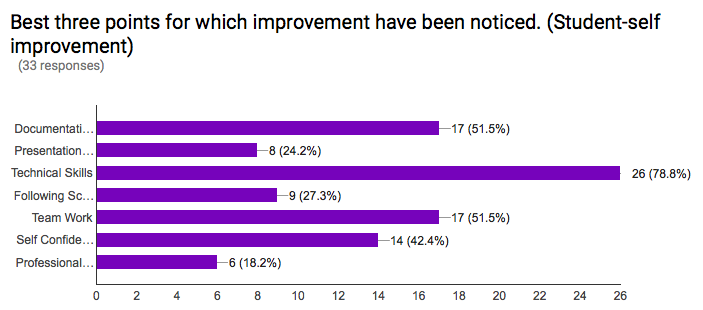 Best three points for which improvement have been noticed. (Student-self
improvement)
(33 responses)
Documentati...
17 (51.5%)
Presentation...
8 (24.2%)
Technical Skills
26 (78.8%)
Following Sc...
9 (27.3%)
Team Work
17 (51.5%)
Self Confide...
14 (42.4%)
Professional...
6 (18.2%)
0 2 4 6 8 10 12 14 16 18 20 22 24 26